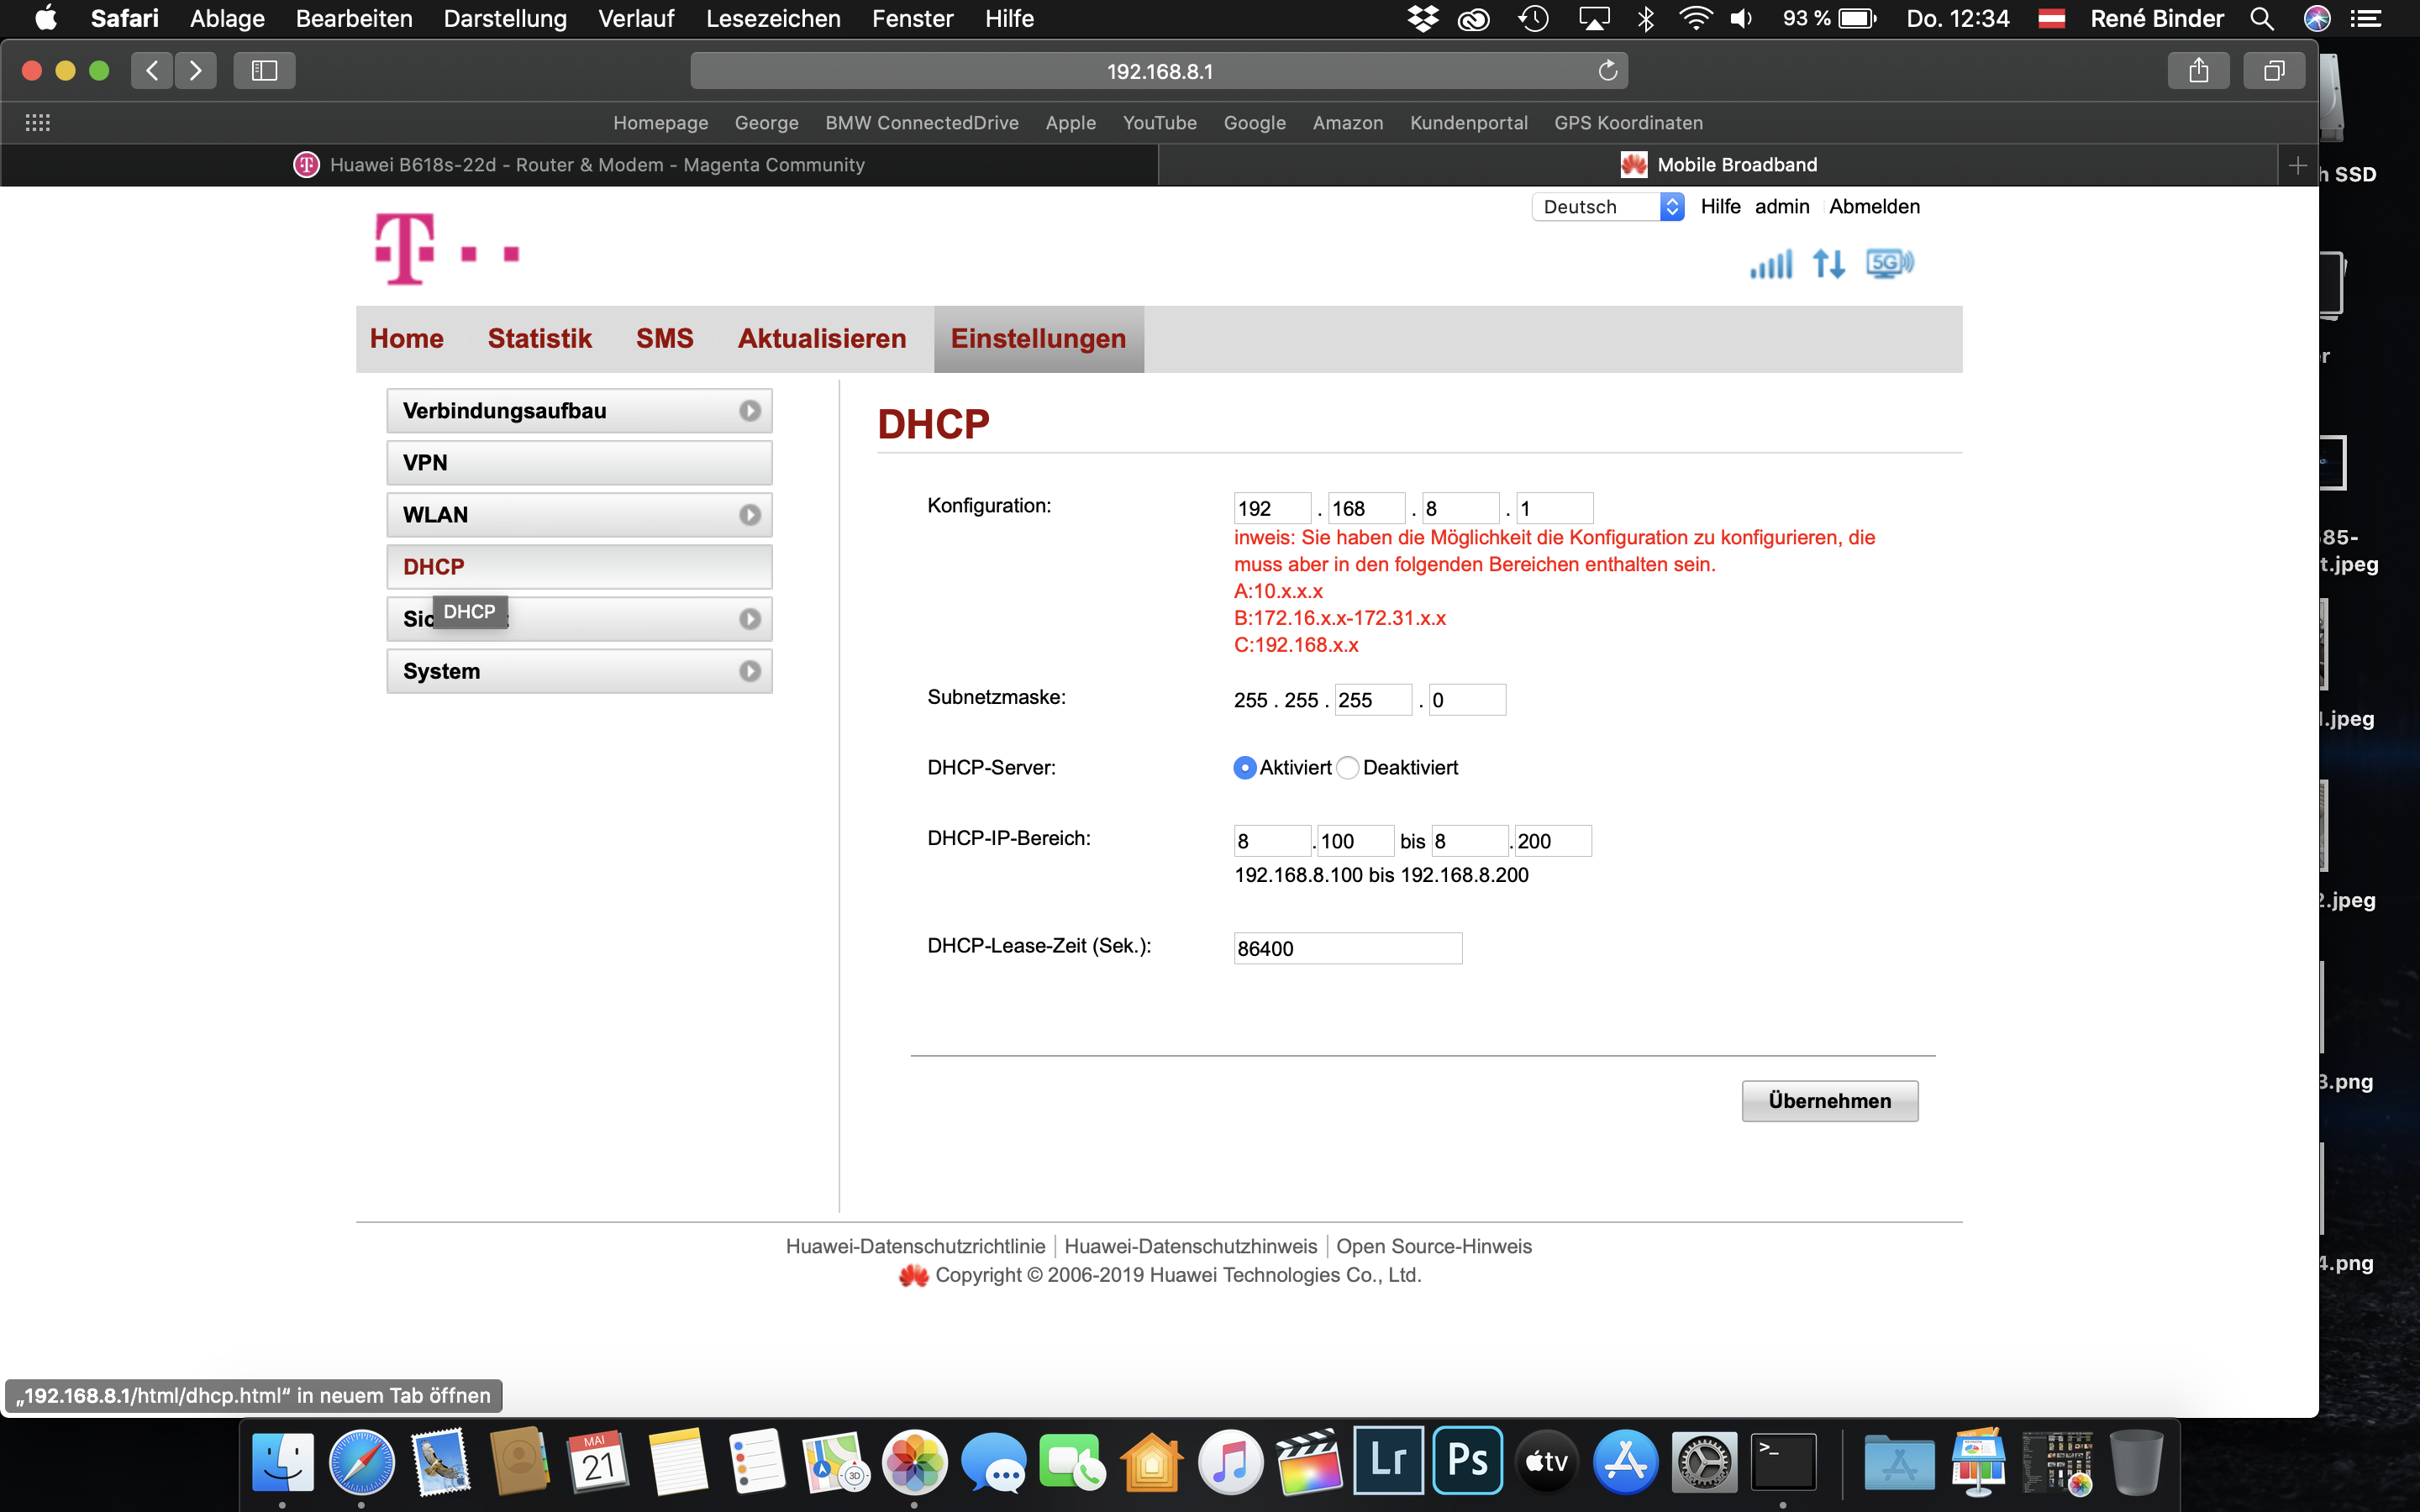 Safari Ablage Bearbeiten Darstellung Verlauf Lesezeichen Fenster Hilfe 93 % Do. 12:34 René Binder
192.168.8.1
Homepage George BMW ConnectedDrive Apple YouTube Google Amazon Kundenportal GPS Koordinaten
Huawei B618s-22d - Router & Modem - Magenta Community
Mobile Broadband
h SSD
Deutsch Hilfe admin Abmelden
T
5G
Home Statistik SMS Aktualisieren Einstellungen
Verbindungsaufbau
VPN
WLAN
DHCP
DHCP
System
DHCP
Konfiguration: 192 . 168 . 8 . 1
inweis: Sie haben die Möglichkeit die Konfiguration zu konfigurieren, die
muss aber in den folgenden Bereichen enthalten sein.
A:10.x.x.x
B:172.16.x.x-172.31.x.x
C:192.168.x.x
Subnetzmaske: 255 . 255 . 255 . 0
DHCP-Server: Aktiviert Deaktiviert
DHCP-IP-Bereich: 8 .100 bis 8 .200
192.168.8.100 bis 192.168.8.200
DHCP-Lease-Zeit (Sek.): 86400
Übernehmen
Huawei-Datenschutzrichtlinie | Huawei-Datenschutzhinweis | Open Source-Hinweis
Copyright © 2006-2019 Huawei Technologies Co., Ltd.
r
85-
t.jpeg
.jpeg
2.jpeg
3.png
4.png
„192.168.8.1/html/dhcp.html“ in neuem Tab öffnen
MAI
21
3D
Lr
Ps
tv
>_